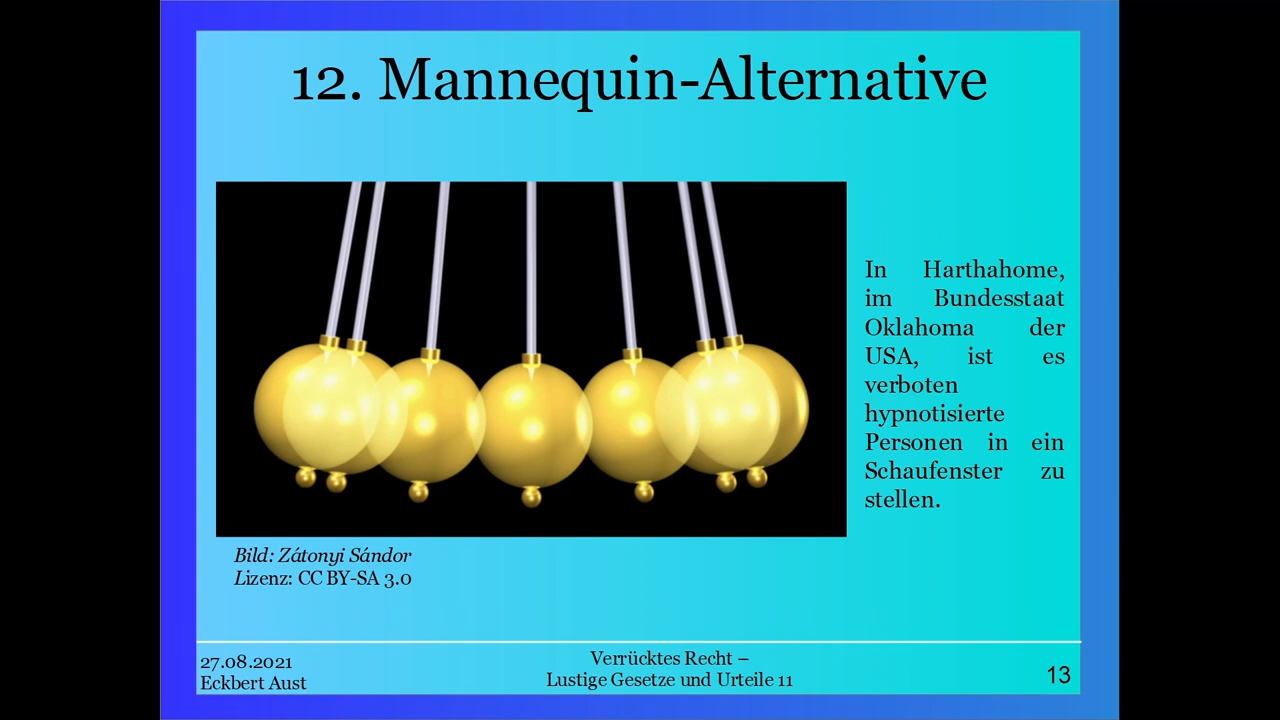 12. Mannequin-Alternative
In Harthahome,
im Bundesstaat
Oklahoma der
USA, ist es
verboten
hypnotisierte
Personen in ein
Schaufenster zu
stellen.
Bild: Zátonyi Sándor
Lizenz: CC BY-SA 3.0
27.08.2021
Eckbert Aust
Verrücktes Recht –
Lustige Gesetze und Urteile 11
13